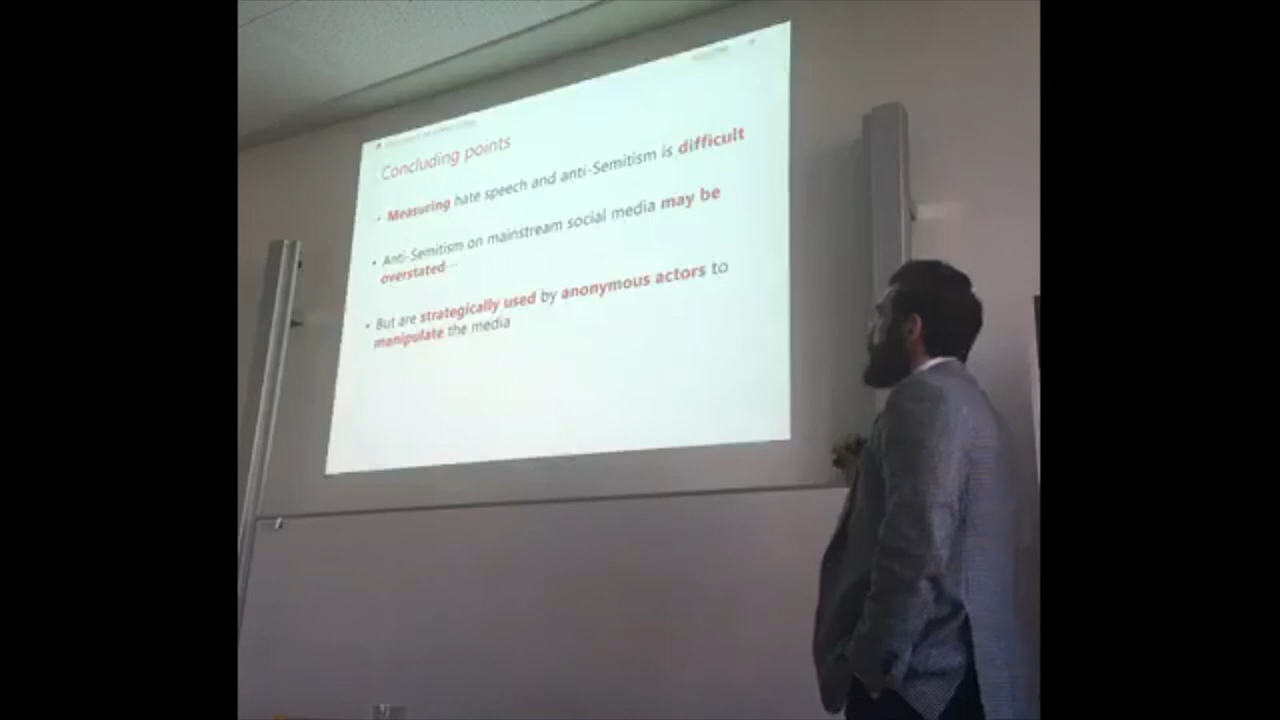 Concluding points
• Measuring hate speech and anti-Semitism is difficult
• Anti-Semitism on mainstream social media may be
overstated…
• But are strategically used by anonymous actors to
manipulate the media